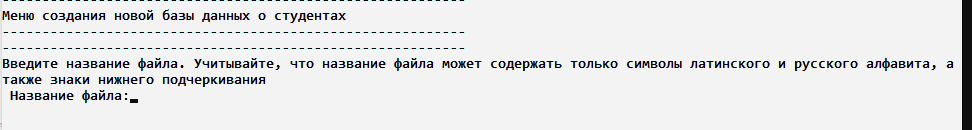 ----------------------------------------------------------
Меню создания новой базы данных о студентах
----------------------------------------------------------
----------------------------------------------------------
Введите название файла. Учитывайте, что название файла может содержать только символы латинского и русского алфавита, а
также знаки нижнего подчеркивания
Название файла:_